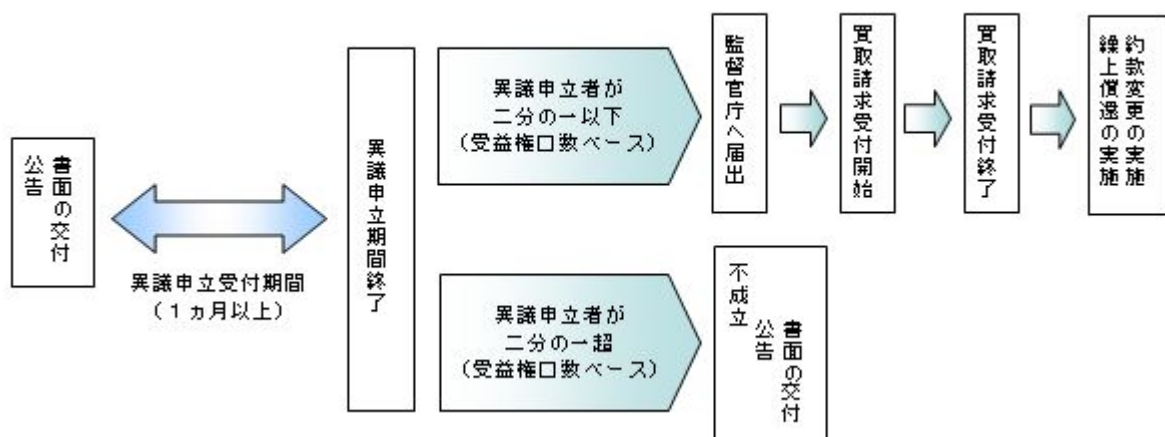 書面の交付
公告
異議申立受付期間
（１ヵ月以上）
異議申立期間終了
異議申立者が
二分の一以下
（受益権口数ベース）
監督官庁へ届出
買取請求受付開始
買取請求受付終了
約款変更の実施
繰上償還の実施
異議申立者が
二分の一超
（受益権口数ベース）
不成立
書面の交付
公告